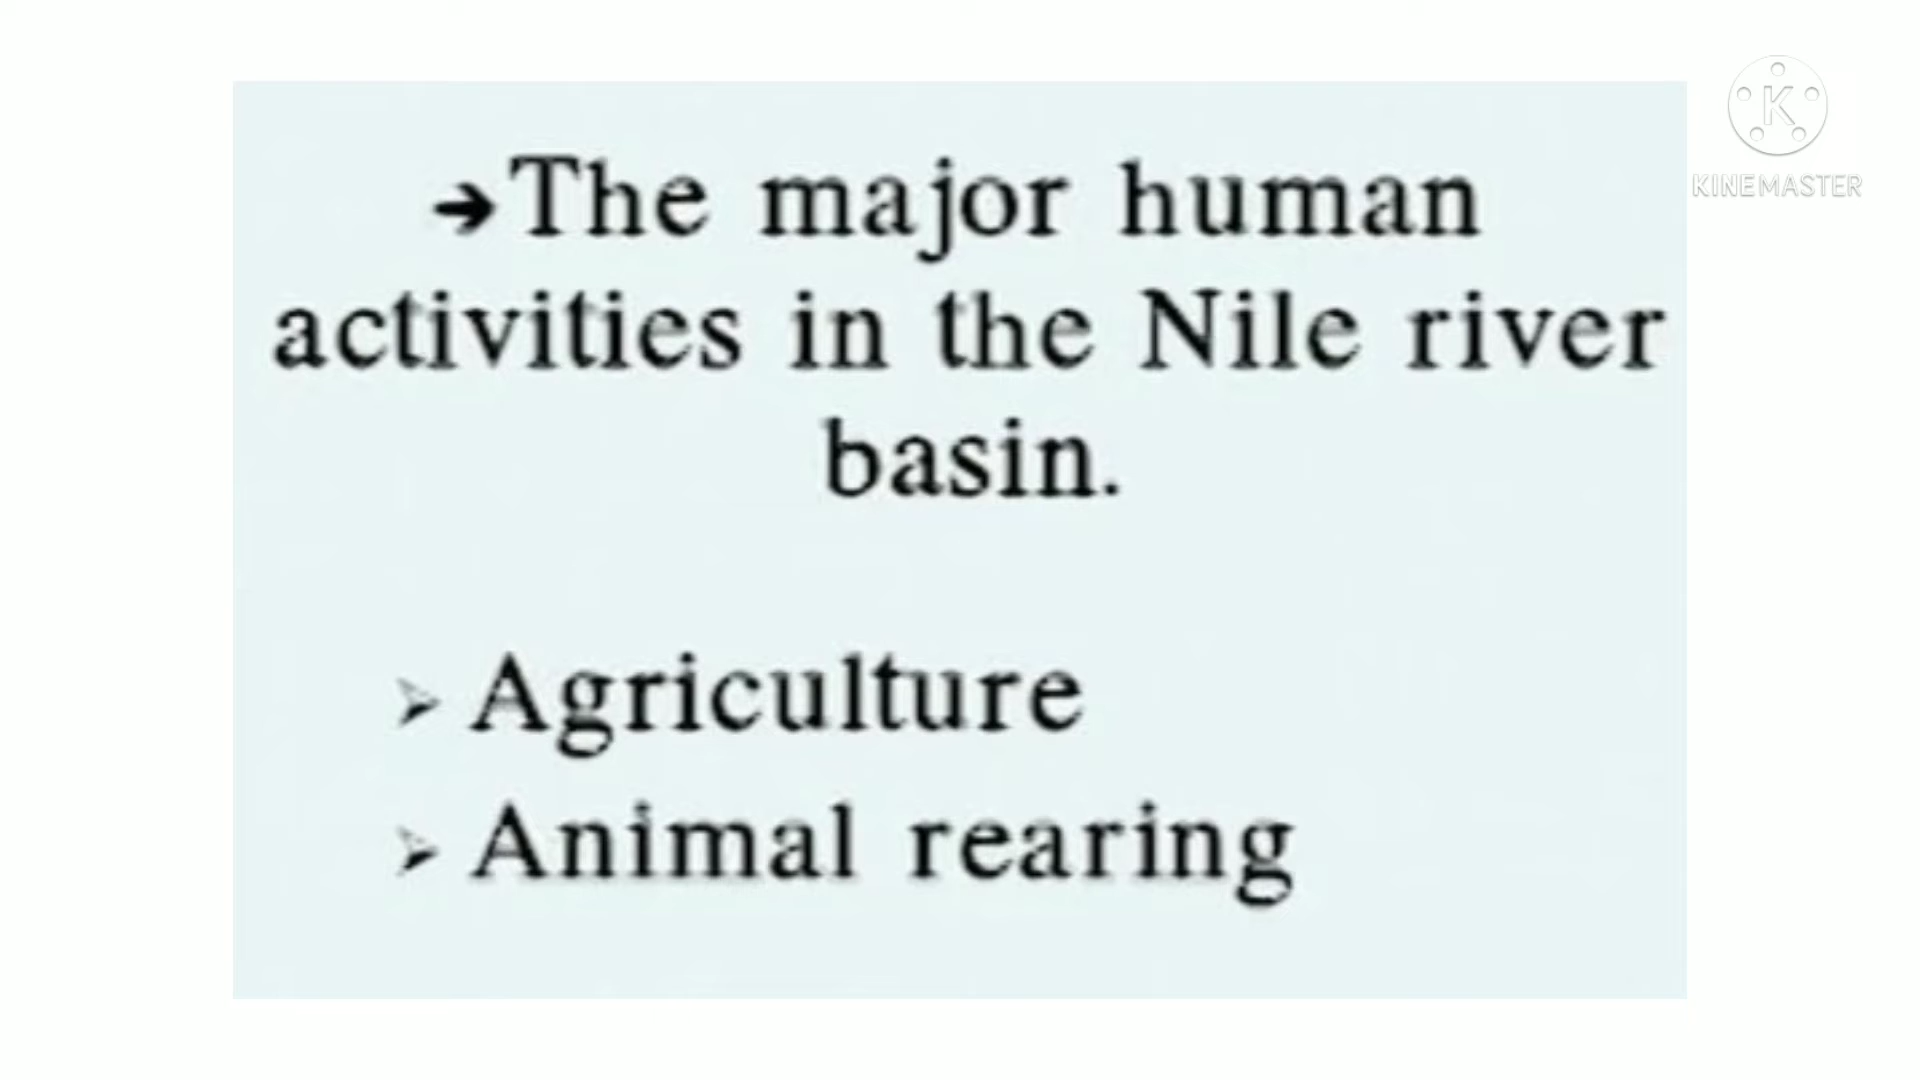 ➔The major human
activities in the Nile river
basin.
➢ Agriculture
➢ Animal rearing
K
KINEMASTER